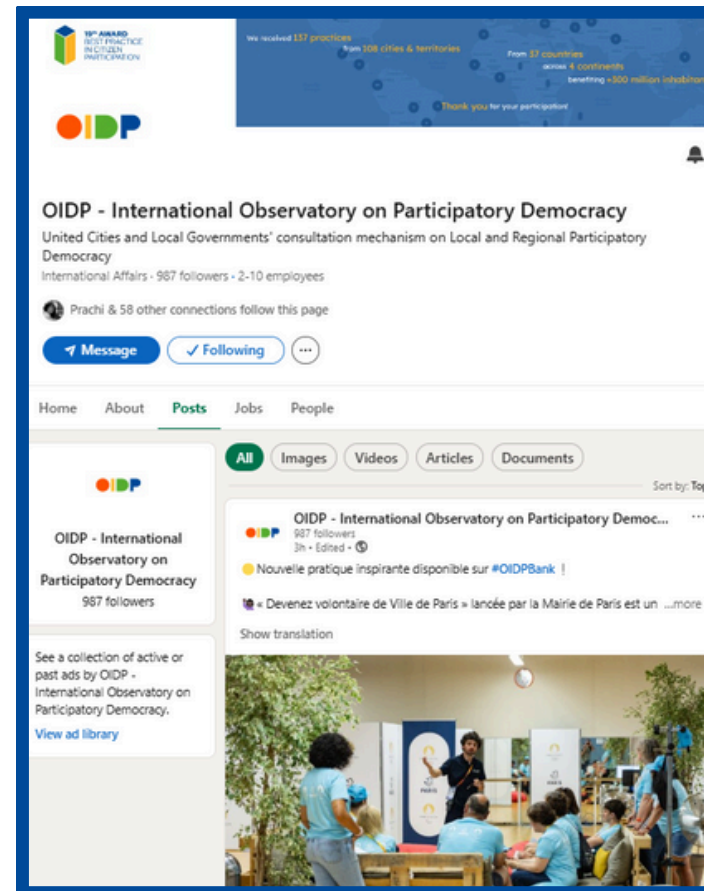 19TH AWARD
BEST PRACTICE
IN CITIZEN
PARTICIPATION
We received 157 practices
from 108 cities & territories
From 37 countries
across 4 continents
benefiting +300 million inhabitan
Thank you for your participation!
OIDP
OIDP - International Observatory on Participatory Democracy
United Cities and Local Governments' consultation mechanism on Local and Regional Participatory
Democracy
International Affairs · 987 followers · 2-10 employees
Prachi & 58 other connections follow this page
Message
✓ Following
Home About Posts Jobs People
All Images Videos Articles Documents
Sort by: Top
OIDP
OIDP - International
Observatory on
Participatory Democracy
987 followers
See a collection of active or
past ads by OIDP -
International Observatory on
Participatory Democracy.
View ad library
OIDP
OIDP - International Observatory on Participatory Democ...
987 followers
3h • Edited •
Nouvelle pratique inspirante disponible sur #OIDPBank !
« Devenez volontaire de Ville de Paris » lancée par la Mairie de Paris est un ...more
Show translation
PARIS
PARIS